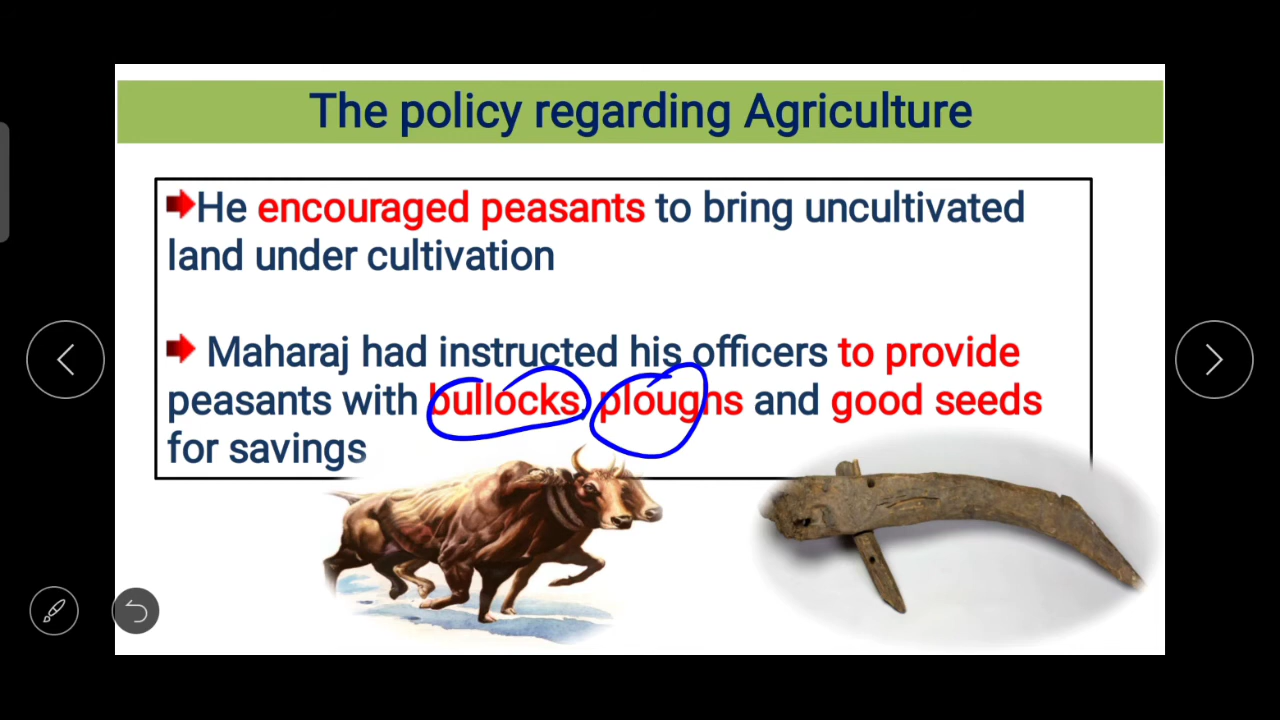 The policy regarding Agriculture
He encouraged peasants to bring uncultivated
land under cultivation
Maharaj had instructed his officers to provide
peasants with bullocks, ploughs and good seeds
for savings